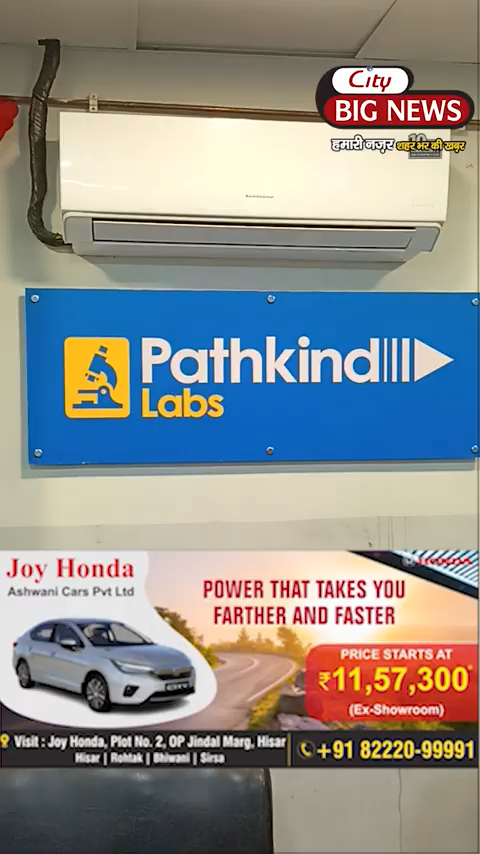 City
BIG NEWS
हमारी नज़र शहर भर की ख़बर
Pathkind
Labs
Joy Honda
Ashwani Cars Pvt Ltd
HONDA
POWER THAT TAKES YOU
FARTHER AND FASTER
PRICE STARTS AT
₹11,57,300*
(Ex-Showroom)
Visit : Joy Honda, Plot No. 2, OP Jindal Marg, Hisar
Hisar | Rohtak | Bhiwani | Sirsa
+91 82220-99991